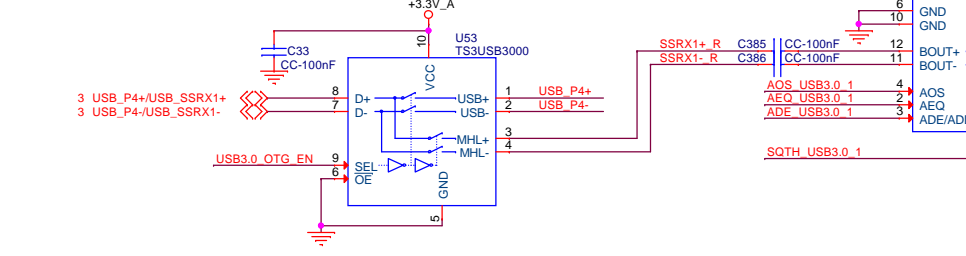 +3.3V_A
6 GND
10 GND
10
U53
TS3USB3000
C33
CC-100nF
VCC
SSRX1+_R C385 CC-100nF 12 BOUT+
SSRX1-_R C386 CC-100nF 11 BOUT-
3 USB_P4+/USB_SSRX1+ 8 D+ USB+ 1 USB_P4+
3 USB_P4-/USB_SSRX1- 7 D- USB- 2 USB_P4-
AOS_USB3.0_1 4 AOS
AEQ_USB3.0_1 2 AEQ
ADE_USB3.0_1 3 ADE/ADE
MHL+ 3
MHL- 4
USB3.0_OTG_EN 9 SEL
6 OE
GND
5
SQTH_USB3.0_1